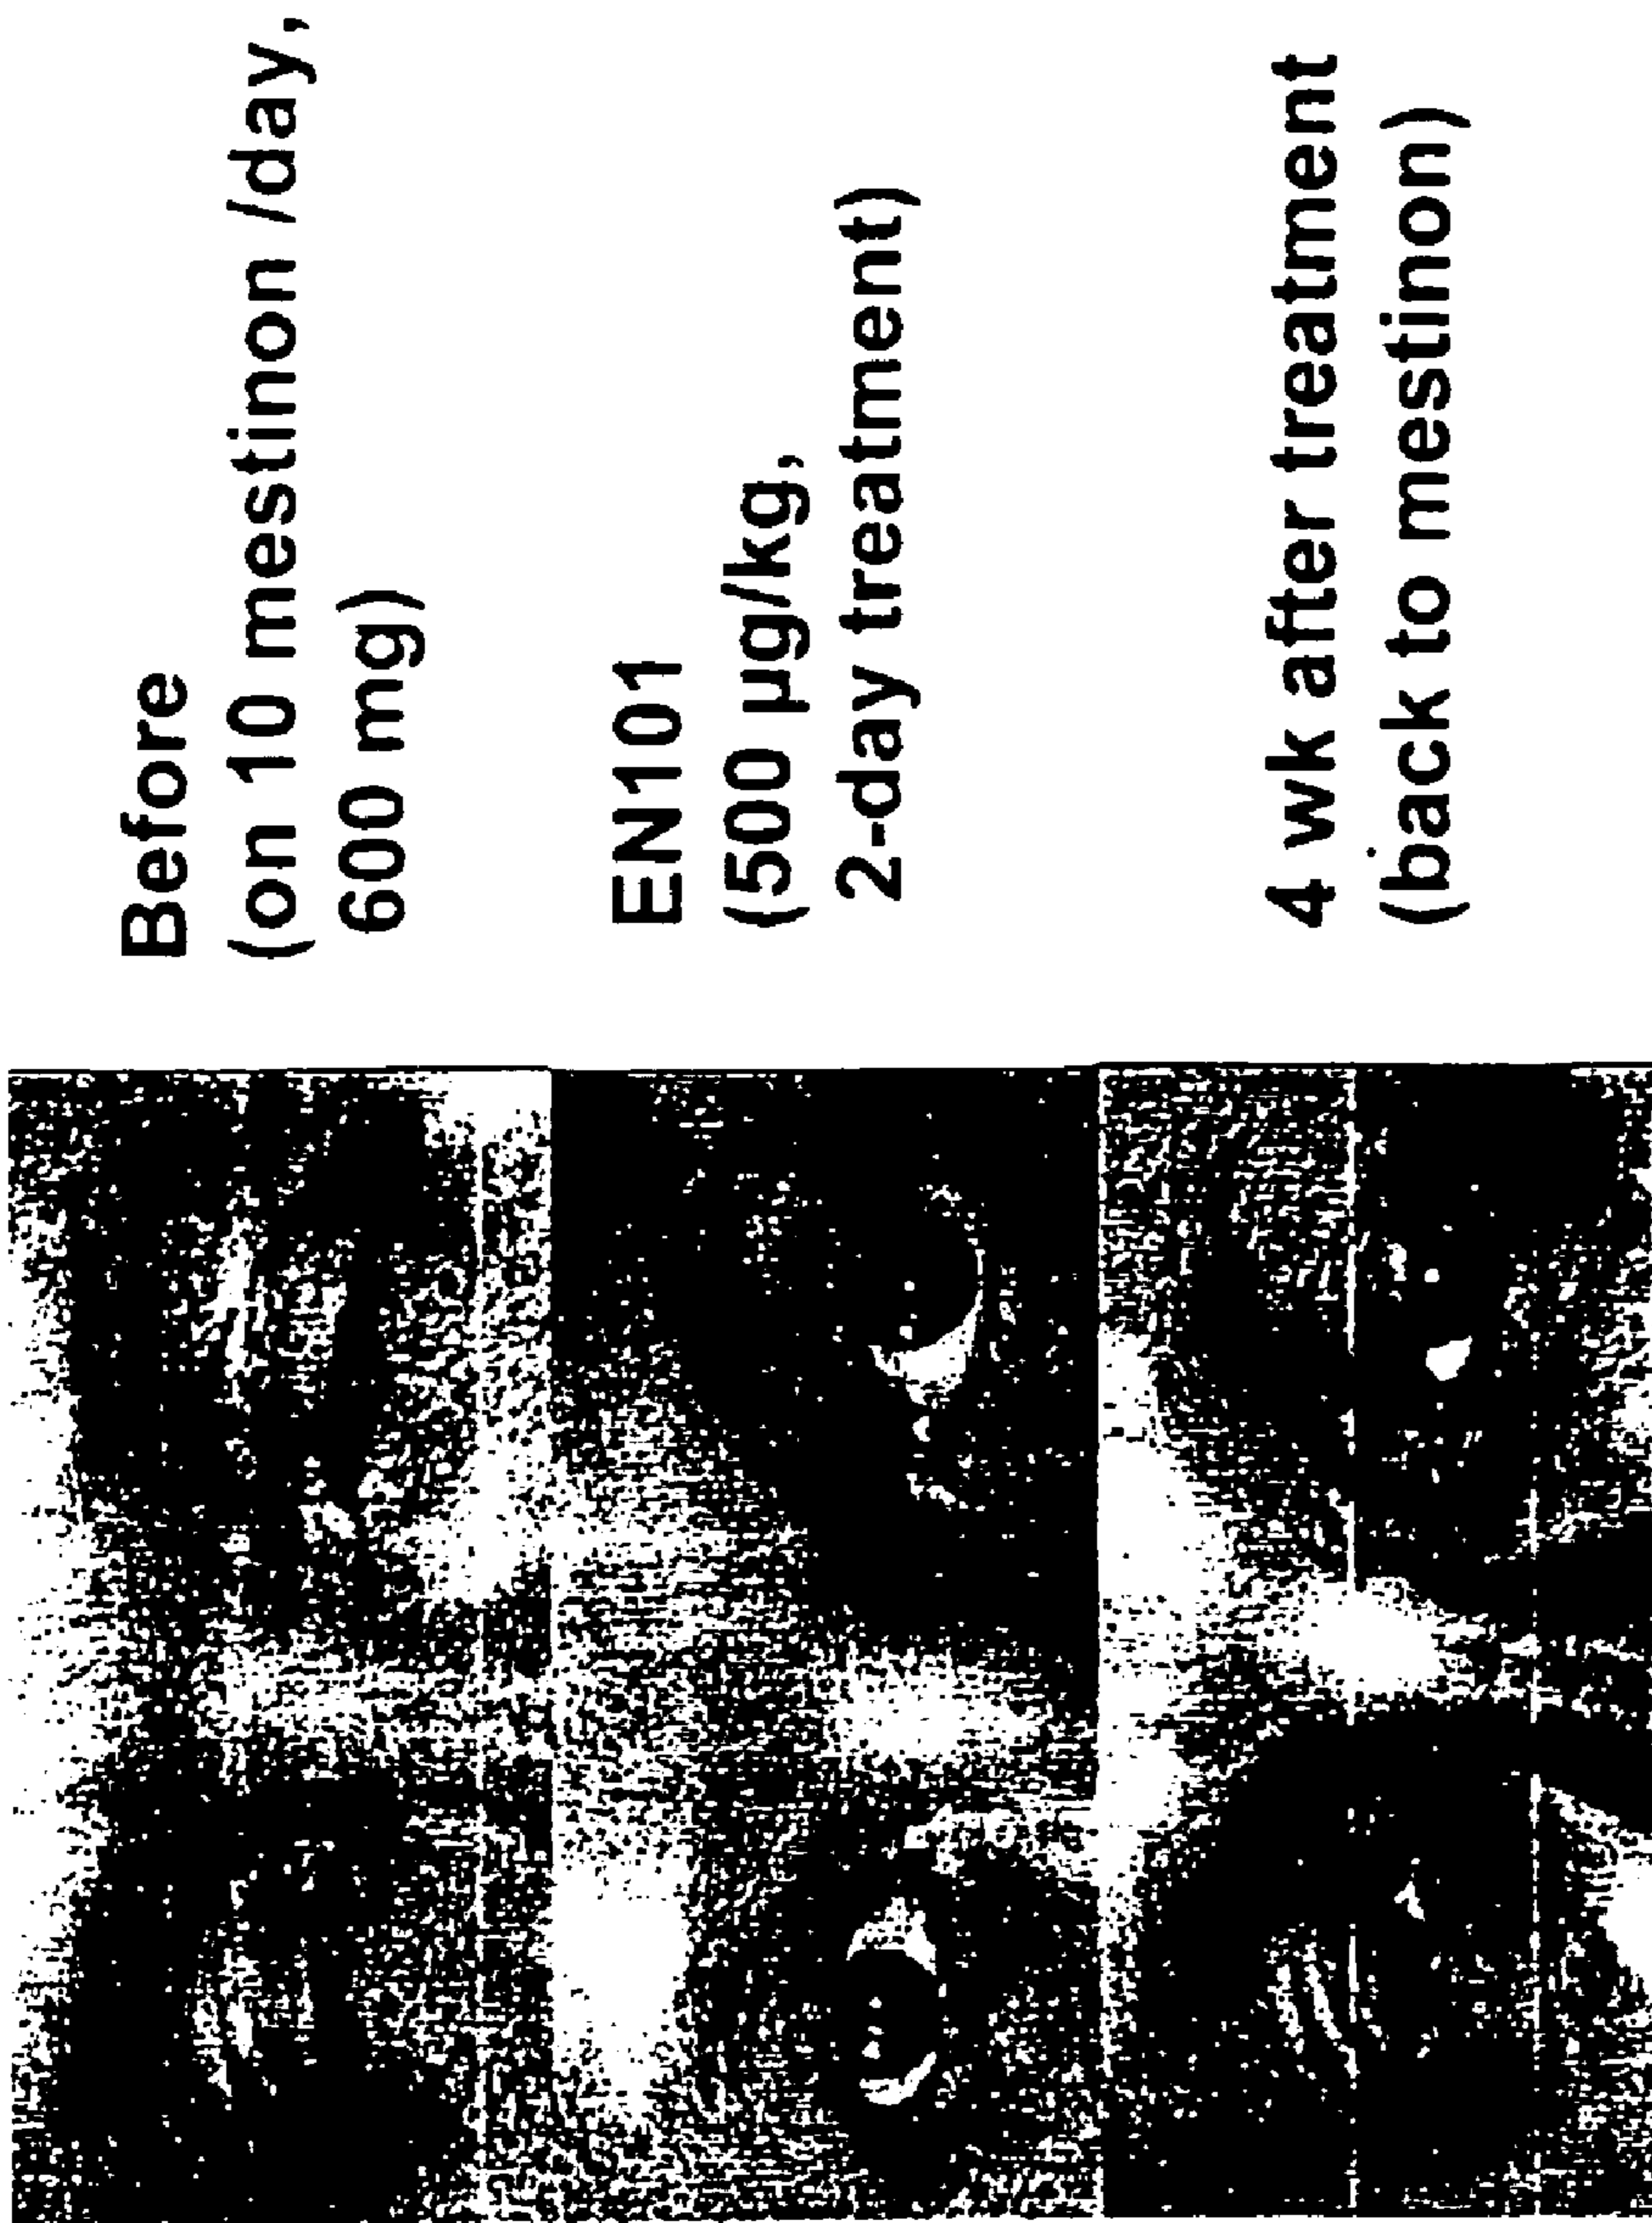 Before
(on 10 mestinon /day,
600 mg)
EN101
(500 µg/kg,
2-day treatment)
4 wk after treatment
(back to mestinon)